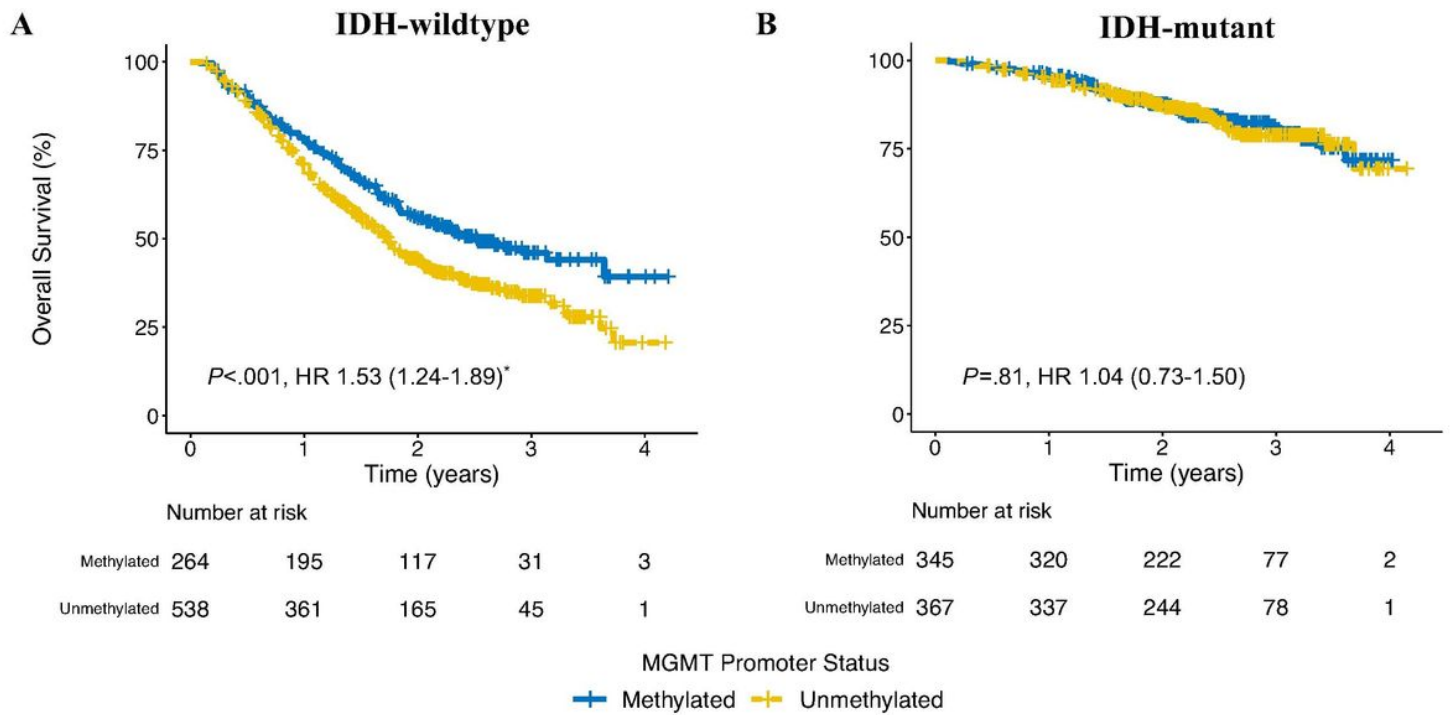 A
IDH-wildtype
Overall Survival (%)
100
75
50
25
0
P<.001, HR 1.53 (1.24-1.89)*
0 1 2 3 4
Time (years)
Number at risk
Methylated 264 195 117 31 3
Unmethylated 538 361 165 45 1
B
IDH-mutant
100
75
50
25
0
P=.81, HR 1.04 (0.73-1.50)
0 1 2 3 4
Time (years)
Number at risk
Methylated 345 320 222 77 2
Unmethylated 367 337 244 78 1
MGMT Promoter Status
Methylated Unmethylated